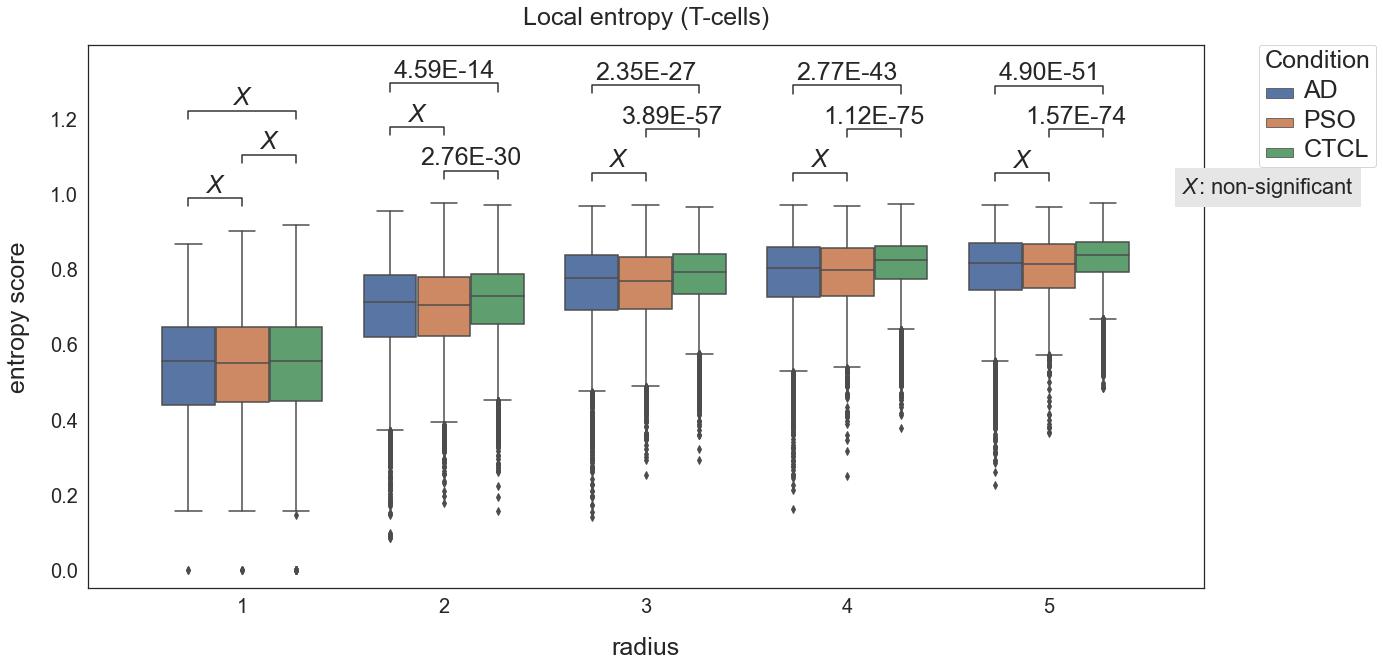 Local entropy (T-cells)
4.59E-14
2.35E-27
2.77E-43
4.90E-51
X
X
3.89E-57
1.12E-75
1.57E-74
X
2.76E-30
X
X
X
X
1.2
1.0
0.8
0.6
0.4
0.2
0.0
entropy score
1
2
3
4
5
radius
Condition
AD
PSO
CTCL
X: non-significant